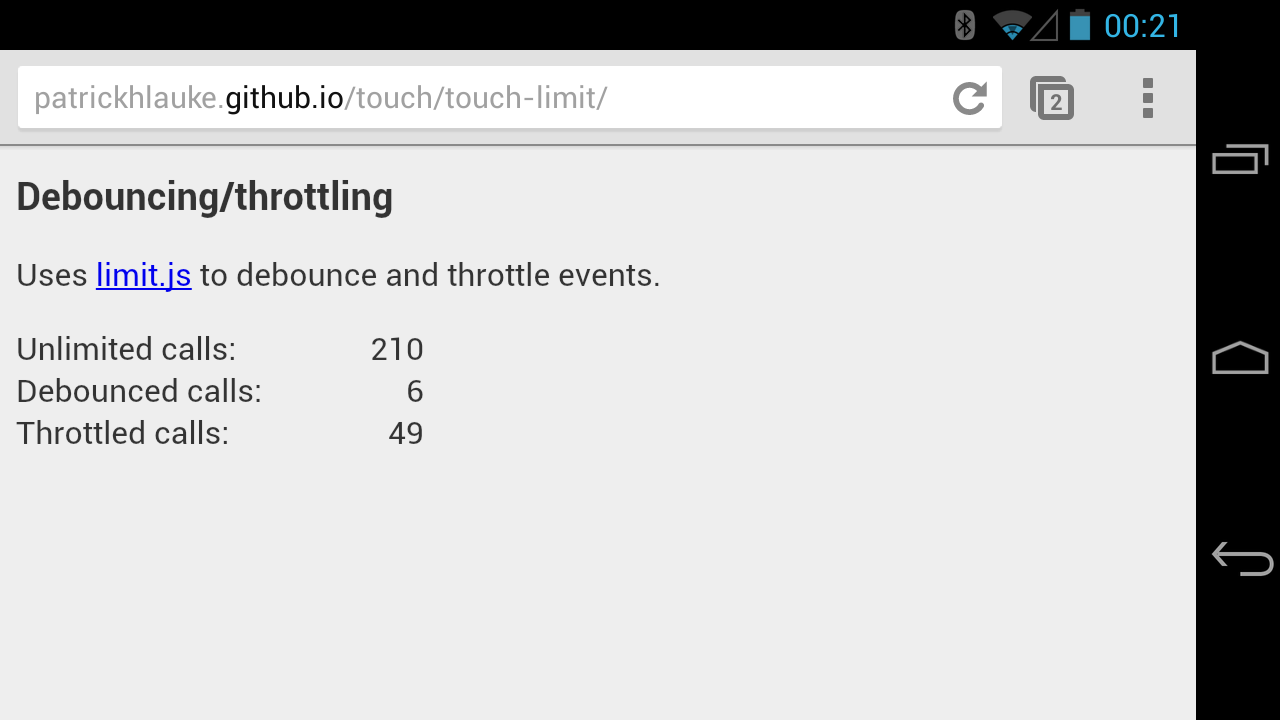 00:21
patrickhlauke.github.io/touch/touch-limit/
2
Debouncing/throttling
Uses limit.js to debounce and throttle events.
Unlimited calls: 210
Debounced calls: 6
Throttled calls: 49